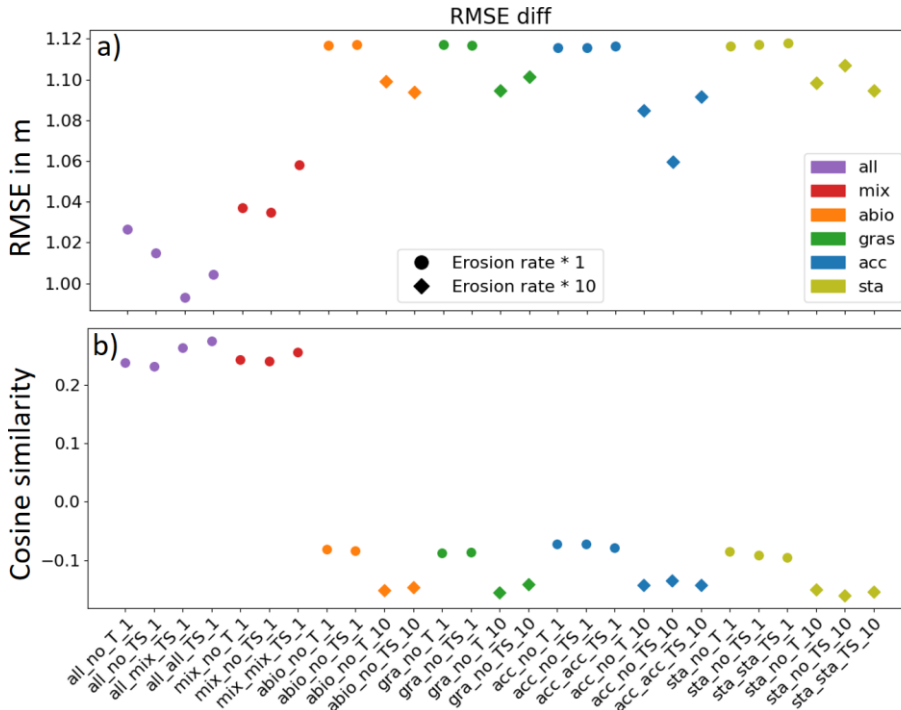 RMSE diff
a)
RMSE in m
1.12
1.10
1.08
1.06
1.04
1.02
1.00
Erosion rate * 1
Erosion rate * 10
all
mix
abio
gras
acc
sta
b)
Cosine similarity
0.2
0.1
0.0
−0.1
all_no_T_1
all_no_TS_1
all_mix_TS_1
all_all_TS_1
mix_no_T_1
mix_no_TS_1
mix_mix_TS_1
abio_no_T_1
abio_no_TS_1
abio_no_T_10
abio_no_TS_10
gra_no_T_1
gra_no_TS_1
gra_no_T_10
gra_no_TS_10
acc_no_T_1
acc_no_TS_1
acc_acc_TS_1
acc_no_T_10
acc_no_TS_10
acc_acc_TS_10
sta_no_T_1
sta_no_TS_1
sta_sta_TS_1
sta_no_T_10
sta_no_TS_10
sta_sta_TS_10